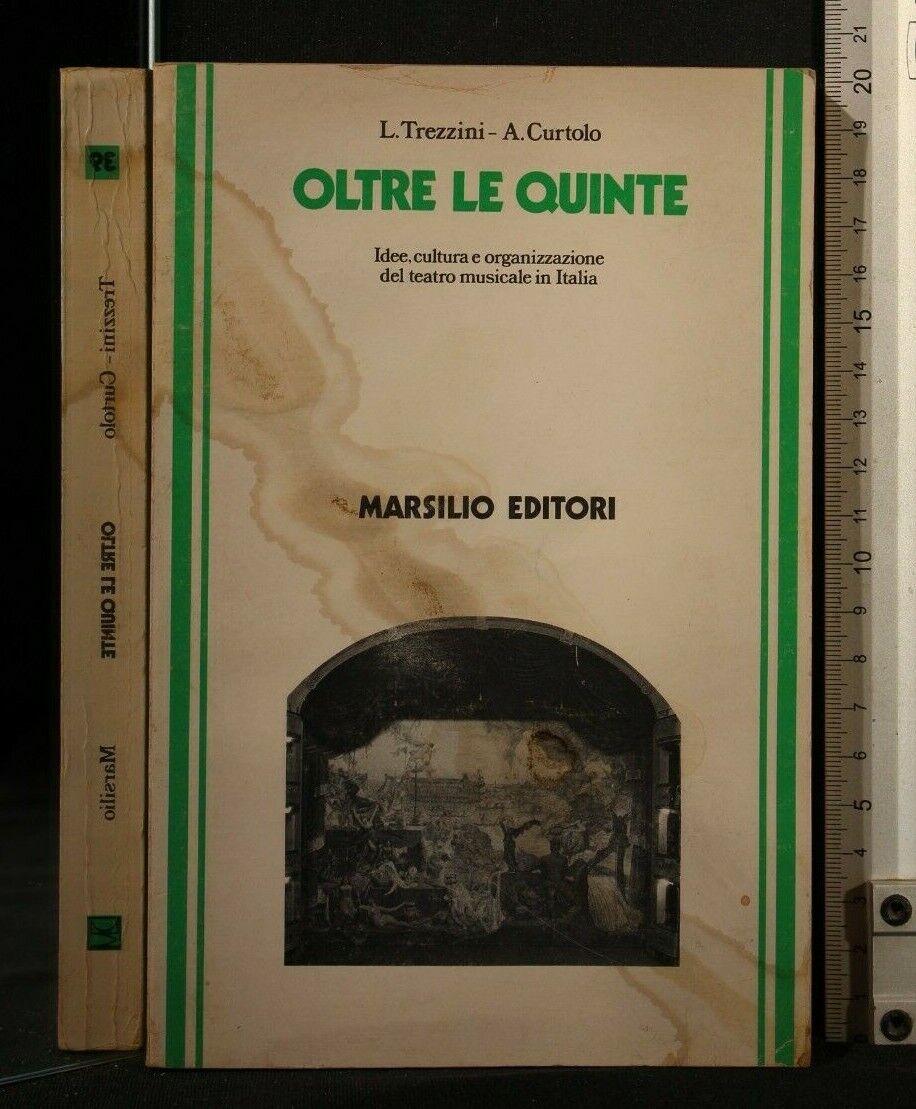 L. Trezzini - A. Curtolo
OLTRE LE QUINTE
Idee, cultura e organizzazione
del teatro musicale in Italia
MARSILIO EDITORI
39
Trezzini - Curtolo
OLTRE LE QUINTE
Marsilio
21
20
19
18
17
16
15
14
13
12
11
10
9
8
7
6
5
4
3
2
1
0